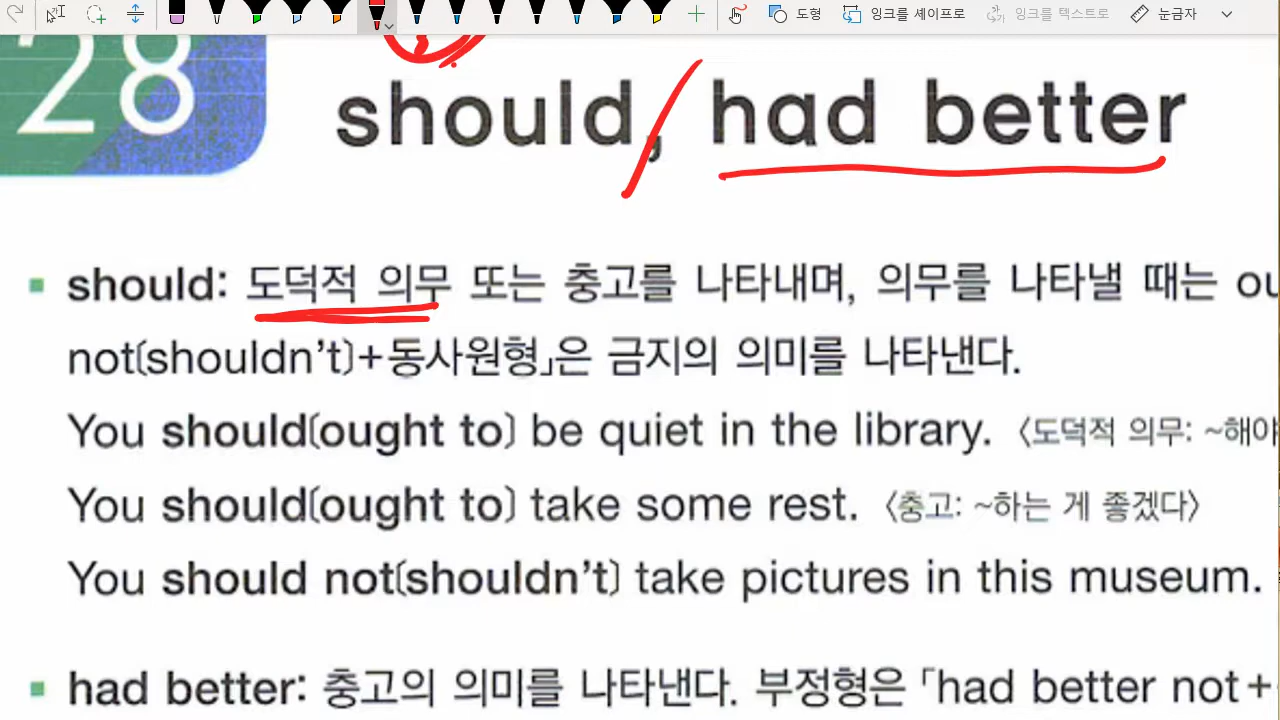 도형 잉크를 셰이프로 잉크를 텍스트로 눈금자
28
should, had better
should: 도덕적 의무 또는 충고를 나타내며, 의무를 나타낼 때는 ou
not(shouldn't)+동사원형」은 금지의 의미를 나타낸다.
You should(ought to) be quiet in the library. 〈도덕적 의무: ~해야
You should(ought to) take some rest. 〈충고: ~하는 게 좋겠다〉
You should not(shouldn't) take pictures in this museum.
had better: 충고의 의미를 나타낸다. 부정형은 「had better not+